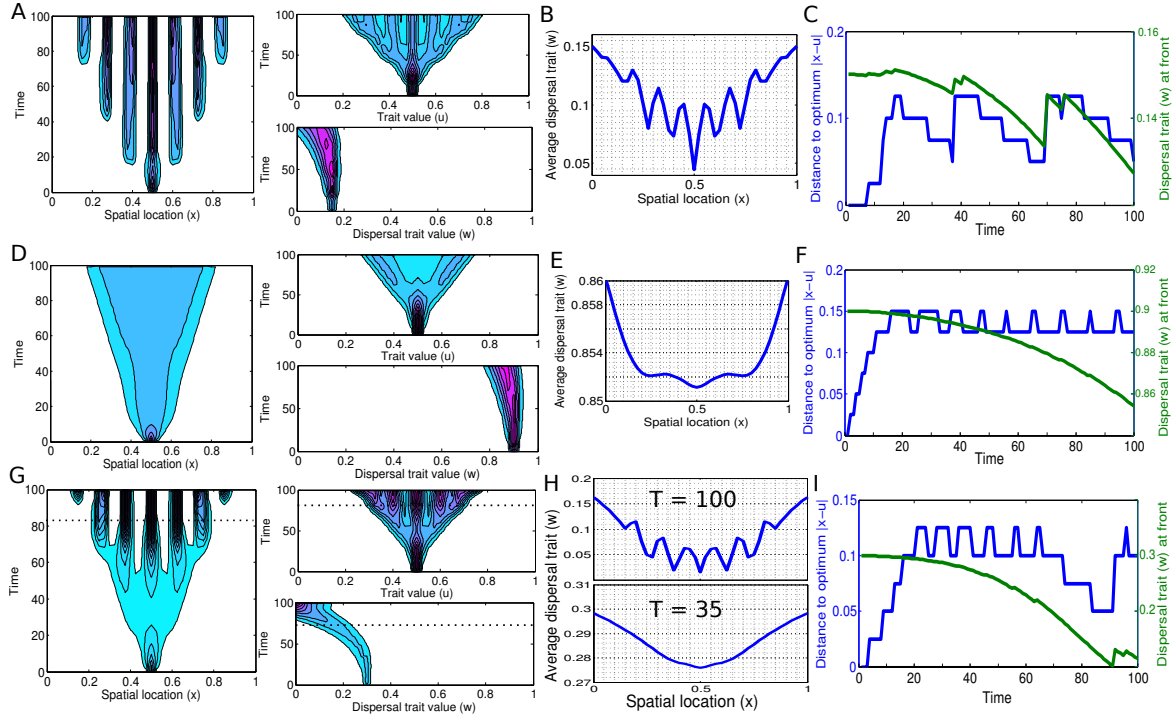 A
100
80
60
40
20
0
Time
0 0.2 0.4 0.6 0.8 1
Spatial location (x)
100
50
0
Time
0 0.2 0.4 0.6 0.8 1
Trait value (u)
100
50
0
Time
0 0.2 0.4 0.6 0.8 1
Dispersal trait value (w)
B
Average dispersal trait (w)
0.15
0.1
0.05
0 0.5 1
Spatial location (x)
C
Distance to optimum |x−u|
0.2
0.1
0
0 20 40 60 80 100
Time
0.16
0.14
0.12
Dispersal trait (w) at front
D
100
80
60
40
20
0
Time
0 0.2 0.4 0.6 0.8 1
Spatial location (x)
100
50
0
Time
0 0.2 0.4 0.6 0.8 1
Trait value (u)
100
50
0
Time
0 0.2 0.4 0.6 0.8 1
Dispersal trait value (w)
E
Average dispersal trait (w)
0.86
0.858
0.854
0.85
0 0.5 1
Spatial location (x)
F
Distance to optimum |x−u|
0.2
0.15
0.1
0.05
0
0 20 40 60 80 100
Time
0.92
0.9
0.88
0.86
Dispersal trait (w) at front
G
100
80
60
40
20
0
Time
0 0.2 0.4 0.6 0.8 1
Spatial location (x)
100
50
0
Time
0 0.2 0.4 0.6 0.8 1
Trait value (u)
100
50
0
Time
0 0.2 0.4 0.6 0.8 1
Dispersal trait value (w)
H
Average dispersal trait (w)
0.2
0.15
0.1
0.05
T = 100
0.31
0.3
0.29
0.28
0.27
T = 35
0 0.5 1
Spatial location (x)
I
Distance to optimum |x−u|
0.15
0.1
0.05
0
0 20 40 60 80 100
Time
0.3
0.2
Dispersal trait (w) at front